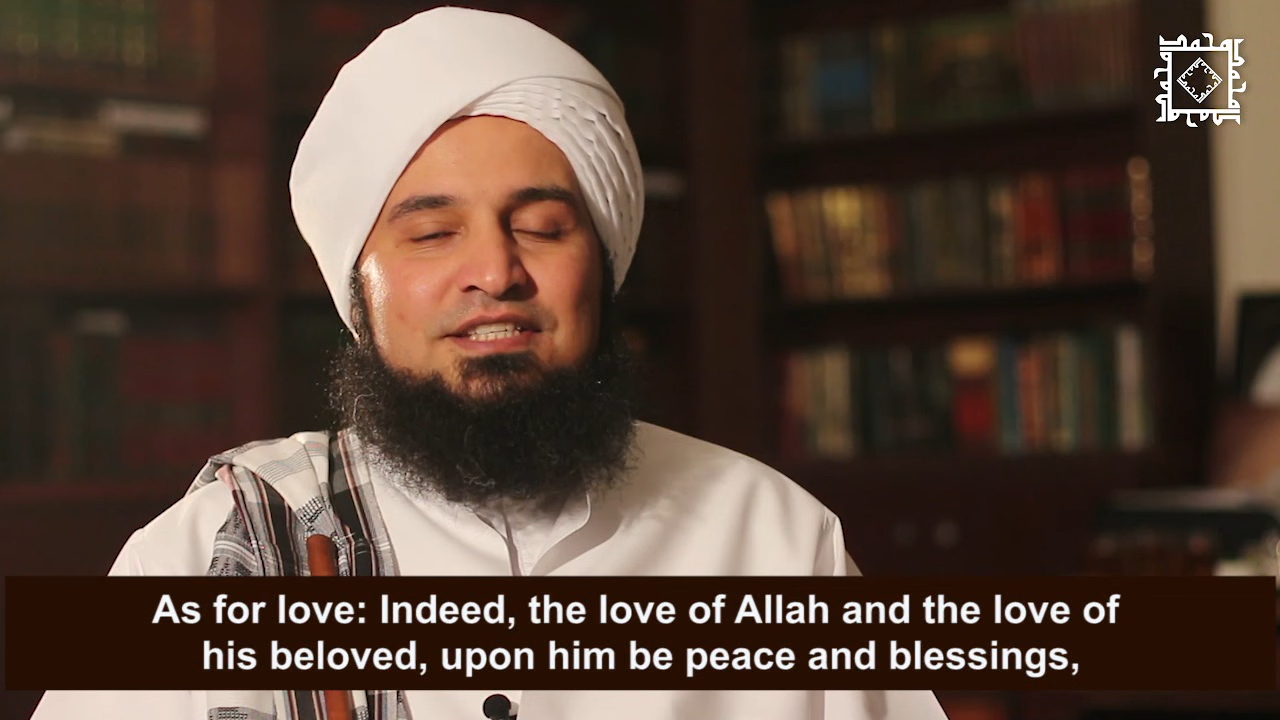 As for love: Indeed, the love of Allah and the love of
his beloved, upon him be peace and blessings,